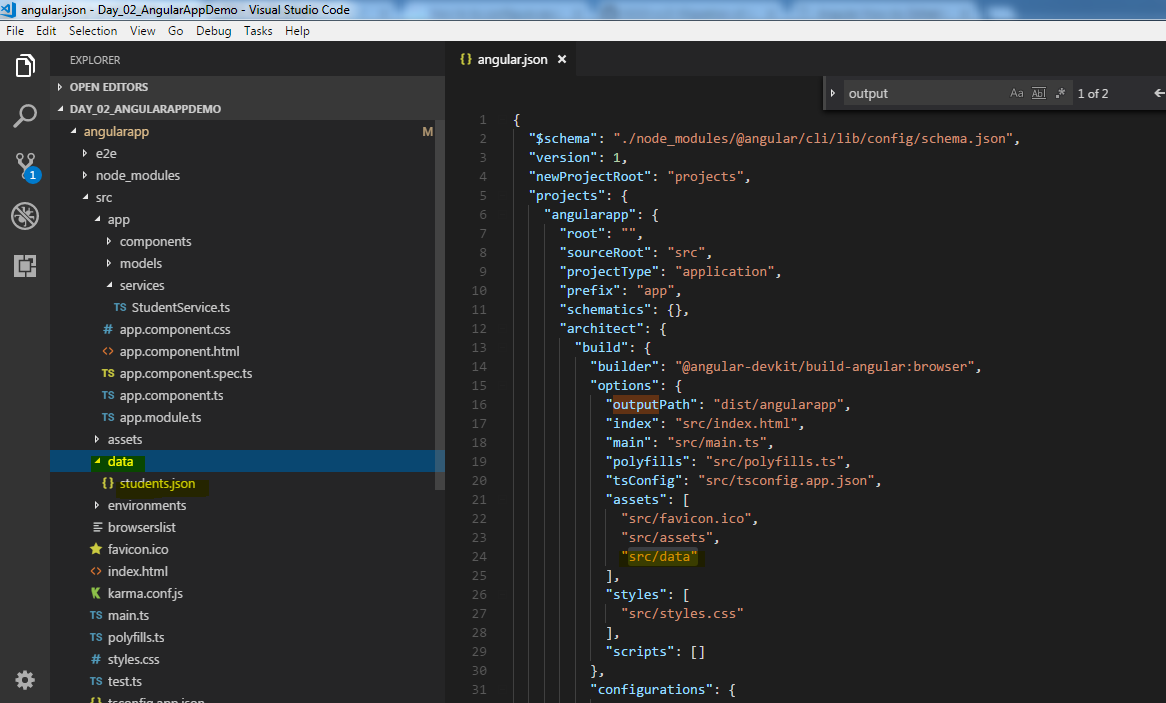 angular.json - Day_02_AngularAppDemo - Visual Studio Code
File Edit Selection View Go Debug Tasks Help
EXPLORER
OPEN EDITORS
DAY_02_ANGULARAPPDEMO
angularapp M
e2e
node_modules
src
app
components
models
services
TS StudentService.ts
# app.component.css
<> app.component.html
TS app.component.spec.ts
TS app.component.ts
TS app.module.ts
assets
data
{} students.json
environments
browserslist
favicon.ico
<> index.html
K karma.conf.js
TS main.ts
TS polyfills.ts
# styles.css
TS test.ts
{} tsconfig.app.json
1
{} angular.json ×
output Aa Abl .* 1 of 2
1 {
2 "$schema": "./node_modules/@angular/cli/lib/config/schema.json",
3 "version": 1,
4 "newProjectRoot": "projects",
5 "projects": {
6 "angularapp": {
7 "root": "",
8 "sourceRoot": "src",
9 "projectType": "application",
10 "prefix": "app",
11 "schematics": {},
12 "architect": {
13 "build": {
14 "builder": "@angular-devkit/build-angular:browser",
15 "options": {
16 "outputPath": "dist/angularapp",
17 "index": "src/index.html",
18 "main": "src/main.ts",
19 "polyfills": "src/polyfills.ts",
20 "tsConfig": "src/tsconfig.app.json",
21 "assets": [
22 "src/favicon.ico",
23 "src/assets",
24 "src/data"
25 ],
26 "styles": [
27 "src/styles.css"
28 ],
29 "scripts": []
30 },
31 "configurations": {